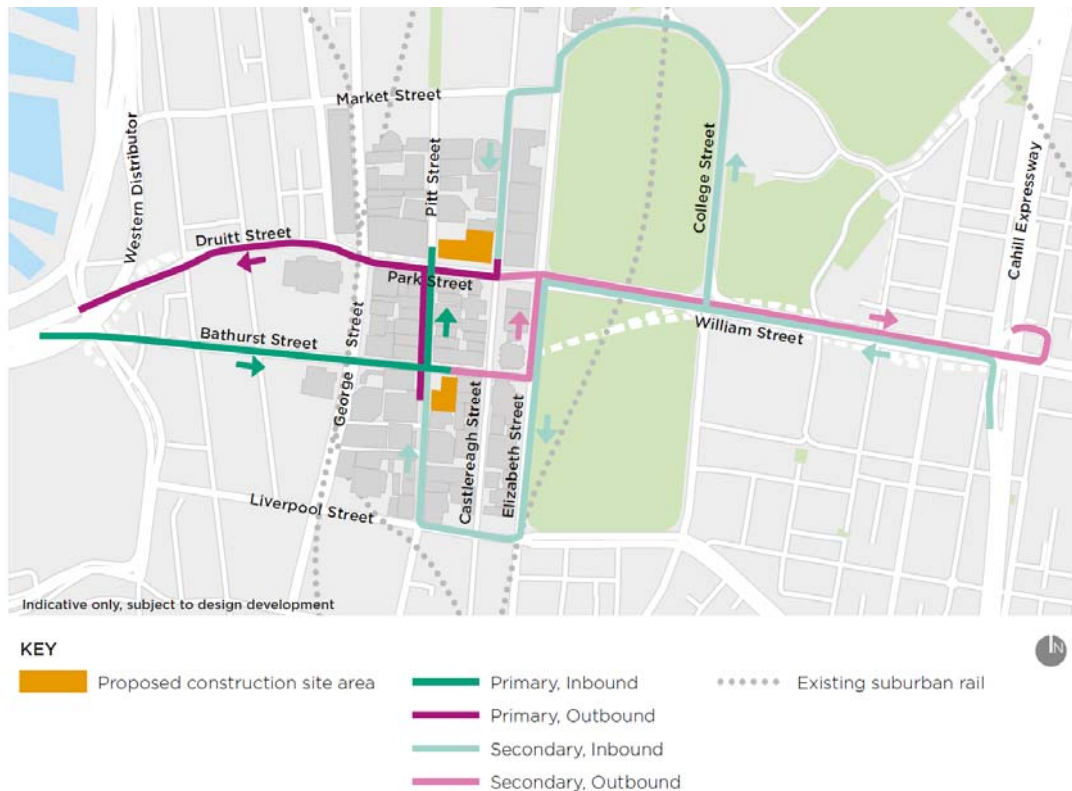 Market Street
Western Distributor
Pitt Street
College Street
Cahill Expressway
Druitt Street
Park Street
William Street
Bathurst Street
George Street
Castlereagh Street
Elizabeth Street
Liverpool Street
Indicative only, subject to design development
KEY
N
Proposed construction site area
Primary, Inbound
Existing suburban rail
Primary, Outbound
Secondary, Inbound
Secondary, Outbound